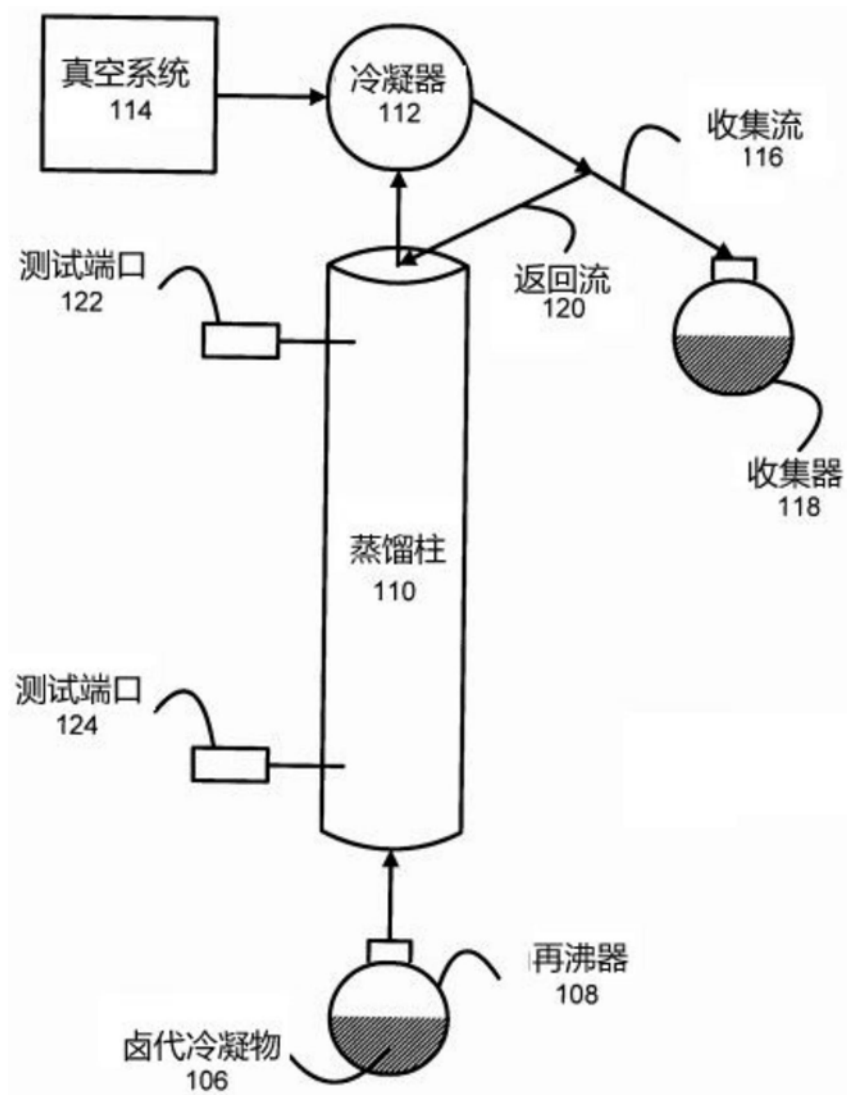 真空系统
114
冷凝器
112
收集流
116
测试端口
122
返回流
120
收集器
118
蒸馏柱
110
测试端口
124
再沸器
108
卤代冷凝物
106